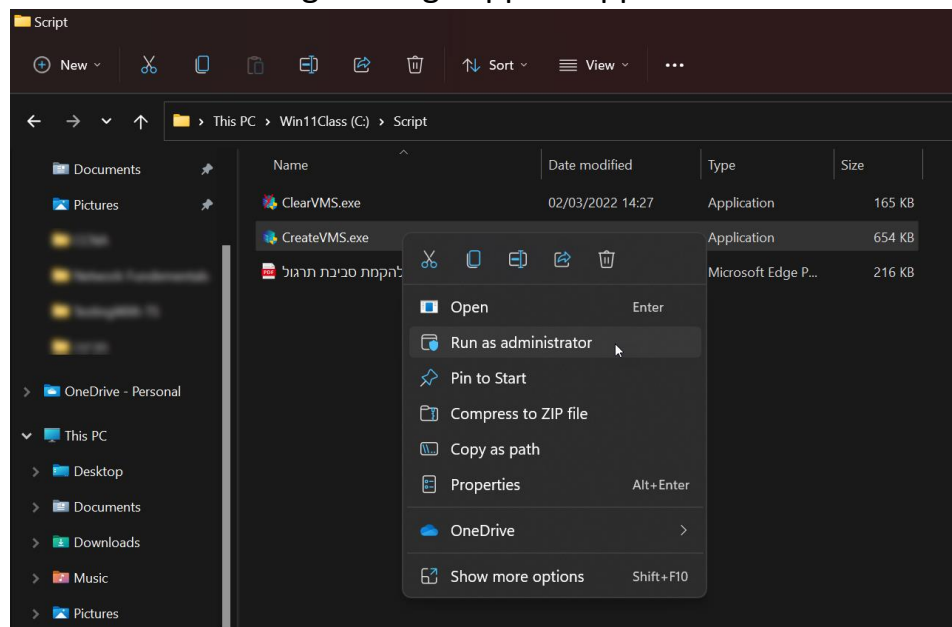 Script
New
Sort
View
This PC > Win11Class (C:) > Script
Name
Date modified
Type
Size
Documents
Pictures
ClearVMS.exe
02/03/2022 14:27
Application
165 KB
CreateVMS.exe
Application
654 KB
להקמת סביבת תרגול
Microsoft Edge P...
216 KB
Open
Enter
Run as administrator
Pin to Start
Compress to ZIP file
Copy as path
Properties
Alt+Enter
OneDrive
Show more options
Shift+F10
OneDrive - Personal
This PC
Desktop
Documents
Downloads
Music
Pictures